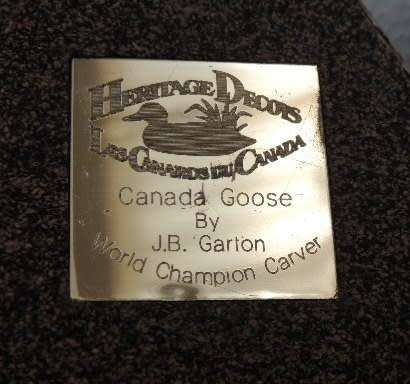 HERITAGE DECOYS
LES CANARDS DU CANADA
Canada Goose
By
J.B. Garton
World Champion Carver